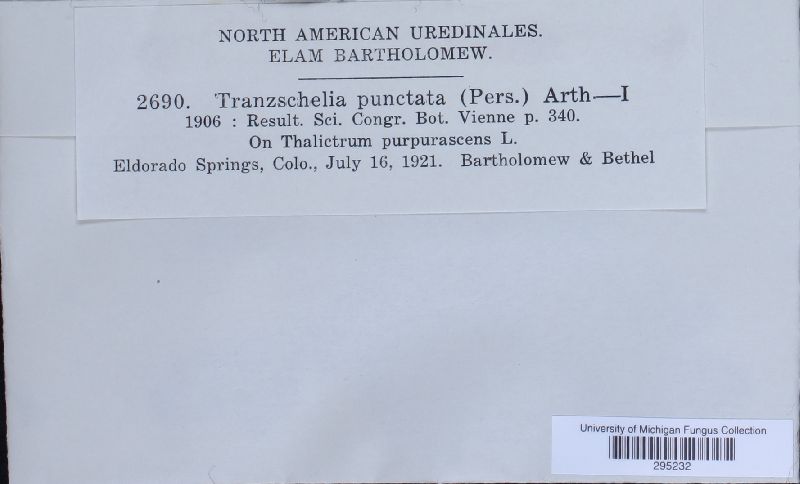 NORTH AMERICAN UREDINALES.
ELAM BARTHOLOMEW.
2690. Tranzschelia punctata (Pers.) Arth—I
1906 : Result. Sci. Congr. Bot. Vienne p. 340.
On Thalictrum purpurascens L.
Eldorado Springs, Colo., July 16, 1921. Bartholomew & Bethel
University of Michigan Fungus Collection
295232